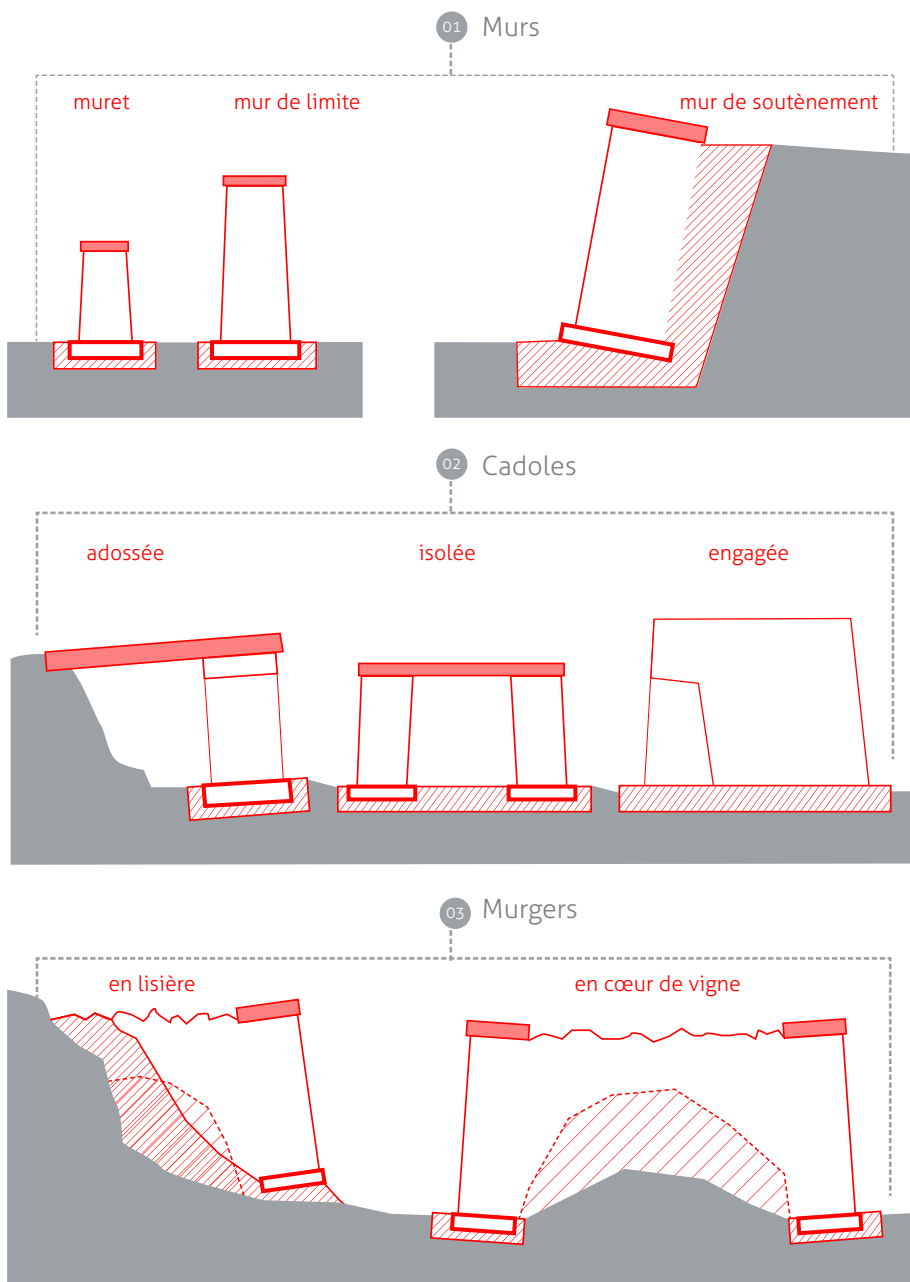 01 Murs
muret mur de limite mur de soutènement
02 Cadoles
adossée isolée engagée
03 Murgers
en lisière en cœur de vigne